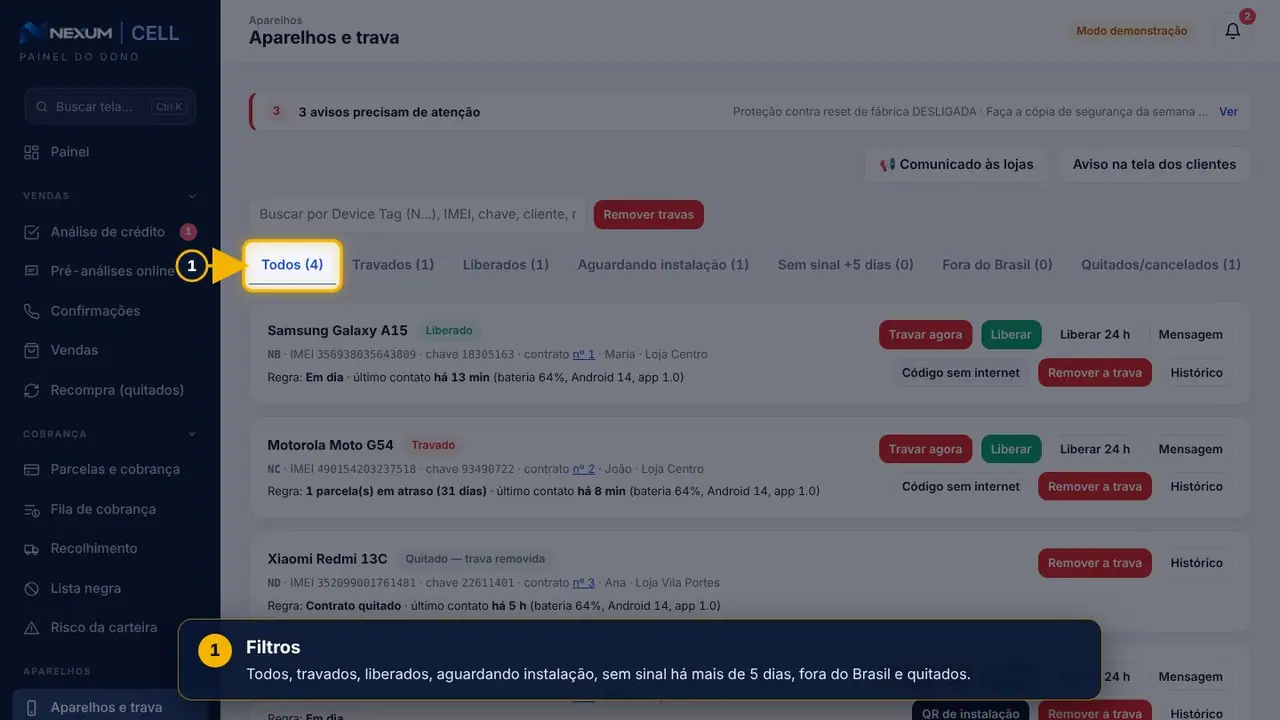 NEXUM | CELL
PAINEL DO DONO
Buscar tela... Ctrl K
Painel
VENDAS
Análise de crédito 1
Pré-análises online
Confirmações
Vendas
Recompra (quitados)
COBRANÇA
Parcelas e cobrança
Fila de cobrança
Recolhimento
Lista negra
Risco da carteira
APARELHOS
Aparelhos e trava
Aparelhos
Aparelhos e trava
Modo demonstração
2
3 3 avisos precisam de atenção Proteção contra reset de fábrica DESLIGADA · Faça a cópia de segurança da semana ... Ver
📢 Comunicado às lojas Aviso na tela dos clientes
Buscar por Device Tag (N...), IMEI, chave, cliente, r Remover travas
1 Todos (4) Travados (1) Liberados (1) Aguardando instalação (1) Sem sinal +5 dias (0) Fora do Brasil (0) Quitados/cancelados (1)
Samsung Galaxy A15 Liberado Travar agora Liberar Liberar 24 h Mensagem
NB · IMEI 356938035643809 · chave 18305163 · contrato nº 1 · Maria · Loja Centro
Regra: Em dia · último contato há 13 min (bateria 64%, Android 14, app 1.0) Código sem internet Remover a trava Histórico
Motorola Moto G54 Travado Travar agora Liberar Liberar 24 h Mensagem
NC · IMEI 490154203237518 · chave 93490722 · contrato nº 2 · João · Loja Centro
Regra: 1 parcela(s) em atraso (31 dias) · último contato há 8 min (bateria 64%, Android 14, app 1.0) Código sem internet Remover a trava Histórico
Xiaomi Redmi 13C Quitado — trava removida Remover a trava Histórico
ND · IMEI 352099001761481 · chave 22611401 · contrato nº 3 · Ana · Loja Vila Portes
Regra: Contrato quitado · último contato há 5 h (bateria 64%, Android 14, app 1.0)
1 Filtros
Todos, travados, liberados, aguardando instalação, sem sinal há mais de 5 dias, fora do Brasil e quitados.
24 h Mensagem
Regra: Em dia QR de instalação Remover a trava Histórico